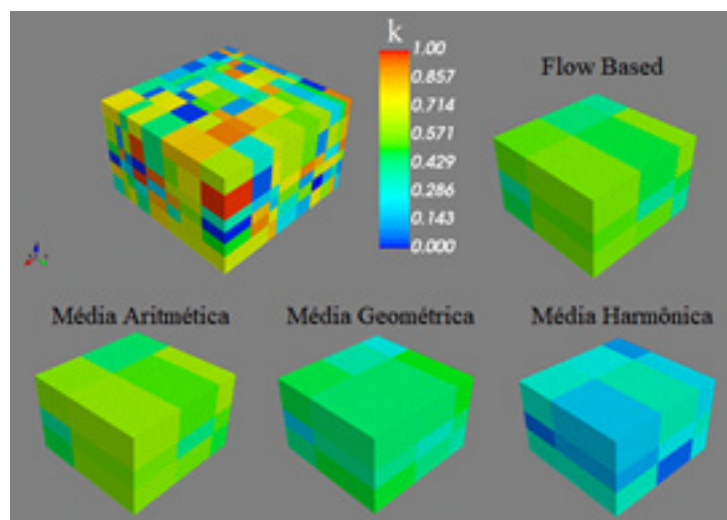 k
1.00
0.857
0.714
0.571
0.429
0.286
0.143
0.000
Flow Based
Média Aritmética
Média Geométrica
Média Harmônica